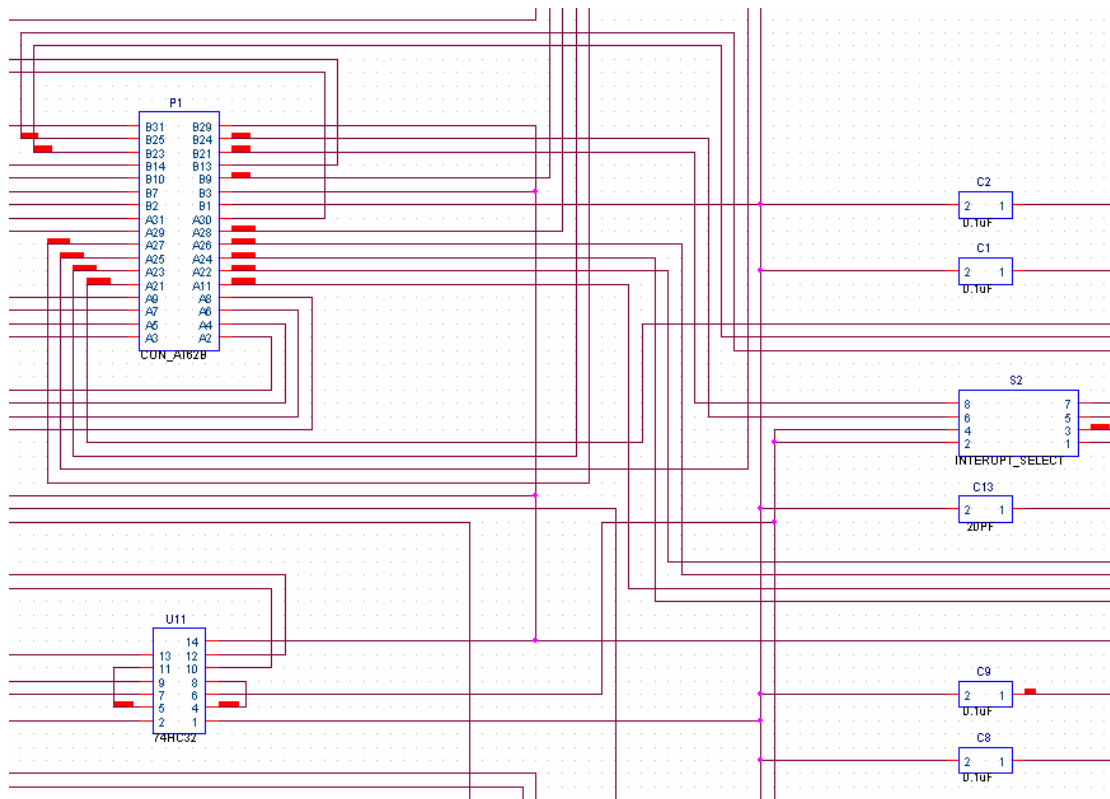 P1
B31 B29
B25 B24
B23 B21
B14 B13
B10 B9
B7 B3
B2 B1
A31 A30
A29 A28
A27 A26
A25 A24
A23 A22
A21 A11
A9 A8
A7 A6
A5 A4
A3 A2
CON_AT62B
C2
2 1
0.1uF
C1
2 1
0.1uF
S2
8 7
6 5
4 3
2 1
INTERUPT_SELECT
C13
2 1
20PF
U11
14
13 12
11 10
9 8
7 6
5 4
2 1
74HC32
C9
2 1
0.1uF
C8
2 1
0.1uF